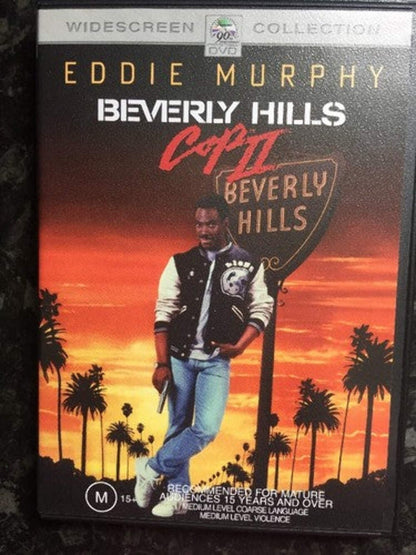 WIDESCREEN COLLECTION
90
DVD
EDDIE MURPHY
BEVERLY HILLS
Cop II
BEVERLY
HILLS
M 15+
RECOMMENDED FOR MATURE
AUDIENCES 15 YEARS AND OVER
MEDIUM LEVEL COARSE LANGUAGE
MEDIUM LEVEL VIOLENCE